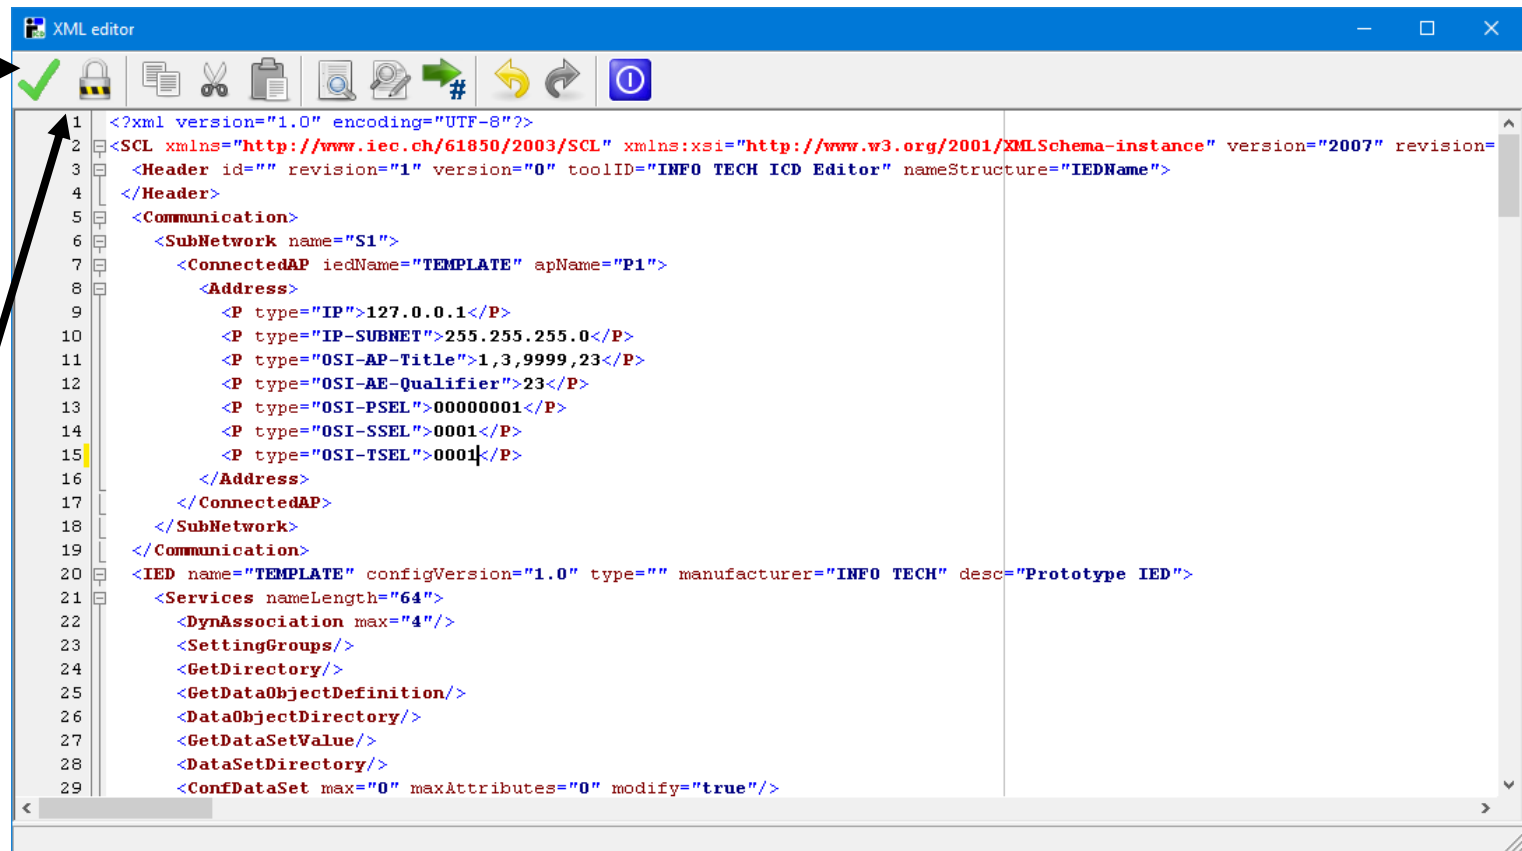 XML editor
#
1 <?xml version="1.0" encoding="UTF-8"?>
2 <SCL xmlns="http://www.iec.ch/61850/2003/SCL" xmlns:xsi="http://www.w3.org/2001/XMLSchema-instance" version="2007" revision=
3 <Header id="" revision="1" version="0" toolID="INFO TECH ICD Editor" nameStructure="IEDName">
4 </Header>
5 <Communication>
6 <SubNetwork name="S1">
7 <ConnectedAP iedName="TEMPLATE" apName="P1">
8 <Address>
9 <P type="IP">127.0.0.1</P>
10 <P type="IP-SUBNET">255.255.255.0</P>
11 <P type="OSI-AP-Title">1,3,9999,23</P>
12 <P type="OSI-AE-Qualifier">23</P>
13 <P type="OSI-PSEL">00000001</P>
14 <P type="OSI-SSEL">0001</P>
15 <P type="OSI-TSEL">0001</P>
16 </Address>
17 </ConnectedAP>
18 </SubNetwork>
19 </Communication>
20 <IED name="TEMPLATE" configVersion="1.0" type="" manufacturer="INFO TECH" desc="Prototype IED">
21 <Services nameLength="64">
22 <DynAssociation max="4"/>
23 <SettingGroups/>
24 <GetDirectory/>
25 <GetDataObjectDefinition/>
26 <DataObjectDirectory/>
27 <GetDataSetValue/>
28 <DataSetDirectory/>
29 <ConfDataSet max="0" maxAttributes="0" modify="true"/>